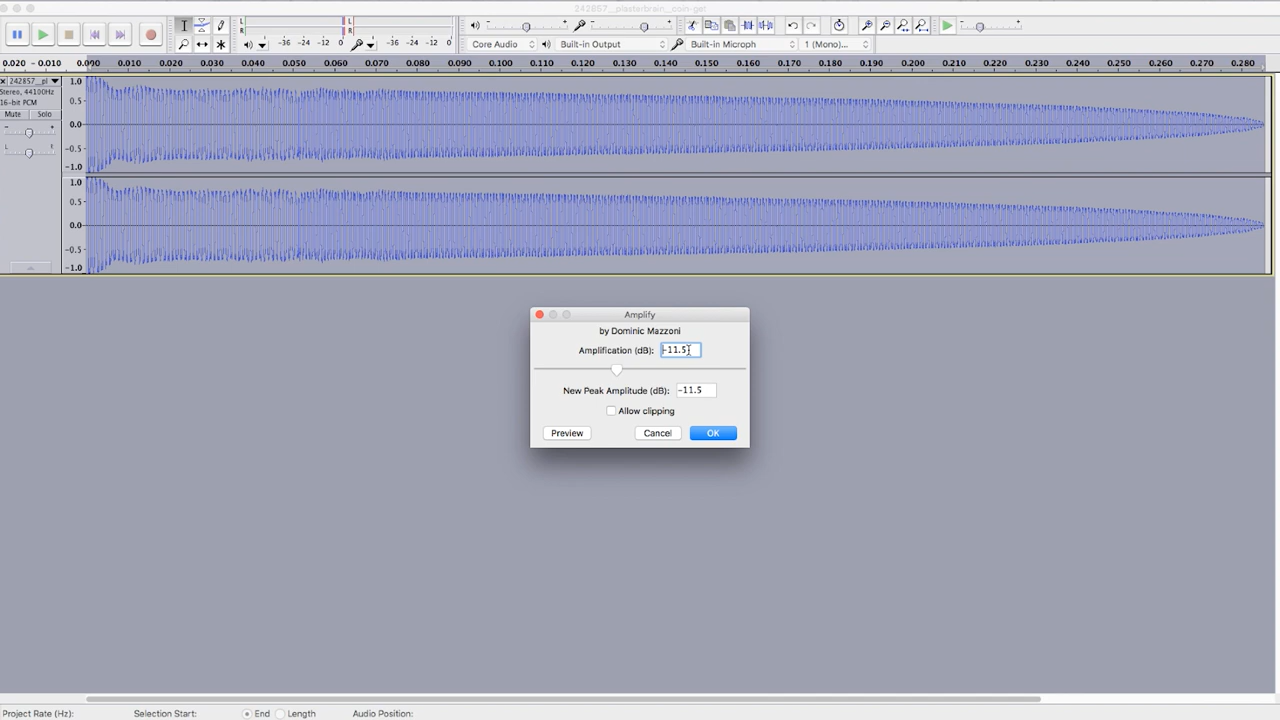 242857__plasterbrain__coin-get
L
R
-36 -24 -12 0
-36 -24 -12 0
L
R
Core Audio
Built-in Output
Built-in Microph
1 (Mono)...
0.020 - 0.010 0.000 0.010 0.020 0.030 0.040 0.050 0.060 0.070 0.080 0.090 0.100 0.110 0.120 0.130 0.140 0.150 0.160 0.170 0.180 0.190 0.200 0.210 0.220 0.230 0.240 0.250 0.260 0.270 0.280
242857__pl
Stereo, 44100Hz
16-bit PCM
Mute Solo
- +
L R
1.0
0.5
0.0
-0.5
-1.0
1.0
0.5
0.0
-0.5
-1.0
Amplify
by Dominic Mazzoni
Amplification (dB): -11.5
New Peak Amplitude (dB): -11.5
Allow clipping
Preview Cancel OK
Project Rate (Hz): Selection Start: End Length Audio Position: